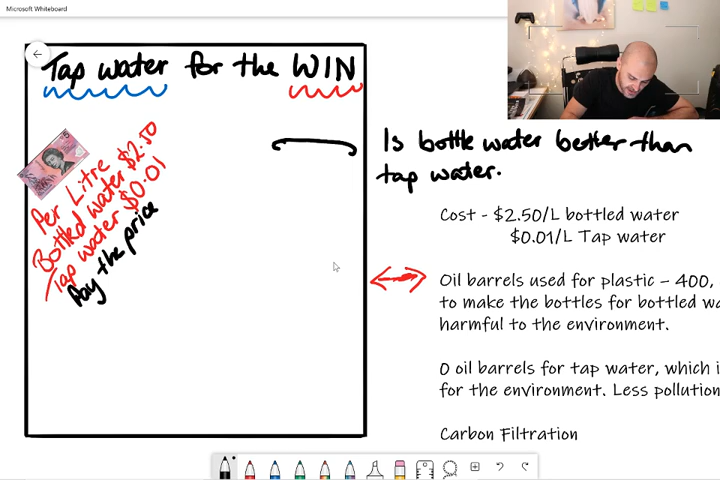 Microsoft Whiteboard
Tap water for the WIN
Per Litre
Bottled water $2.50
Tap water $0.01
Pay the price
Is bottle water better than
tap water.
Cost - $2.50/L bottled water
$0.01/L Tap water
Oil barrels used for plastic – 400,
to make the bottles for bottled wa
harmful to the environment.
0 oil barrels for tap water, which i
for the environment. Less pollution
Carbon Filtration